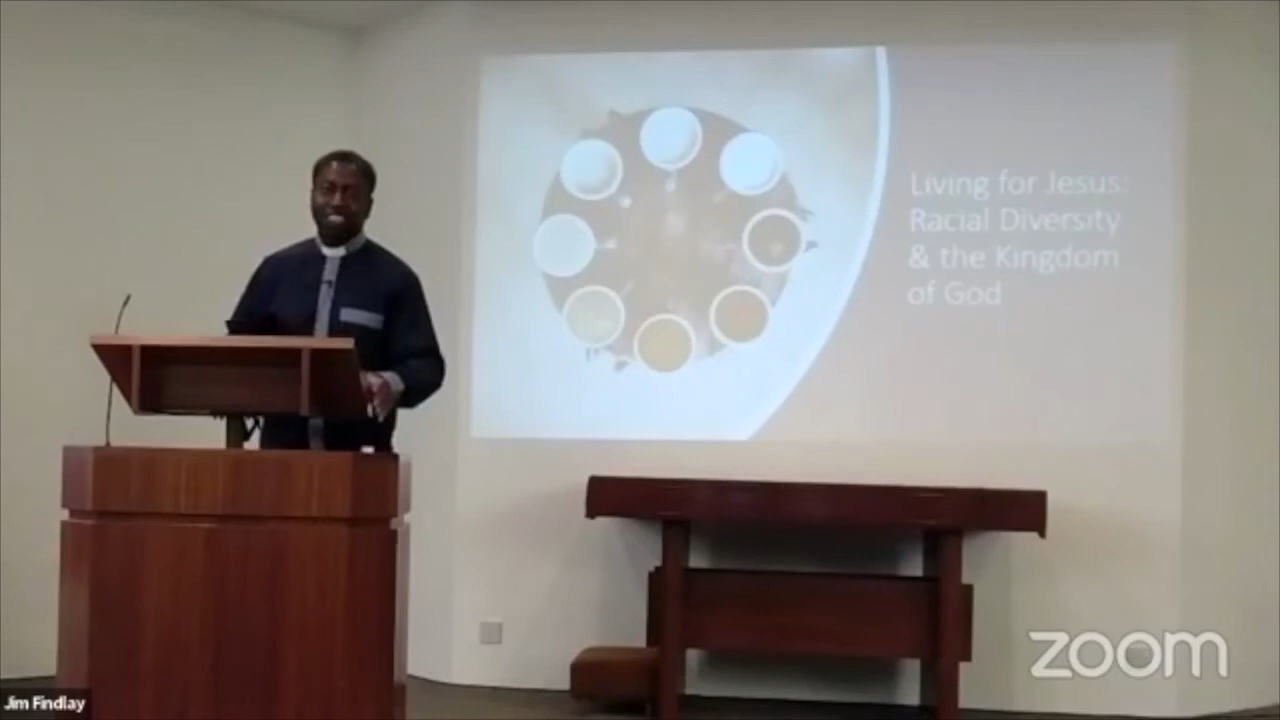 Living for Jesus:
Racial Diversity
& the Kingdom
of God
zoom
Jim Findlay